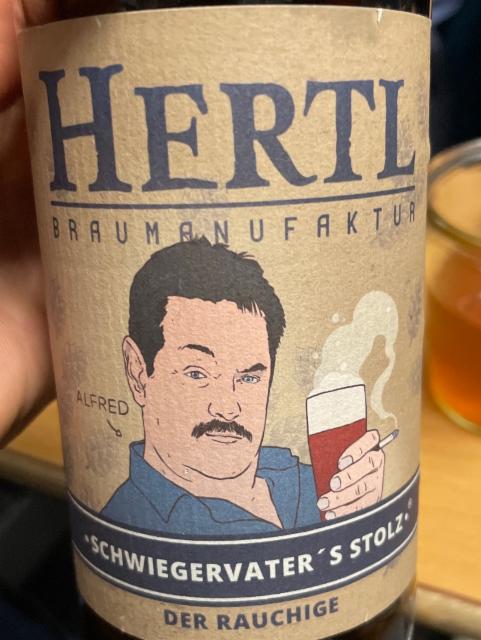 HERTL
BRAUMANUFAKTUR
ALFRED
·SCHWIEGERVATER´S STOLZ·®
DER RAUCHIGE